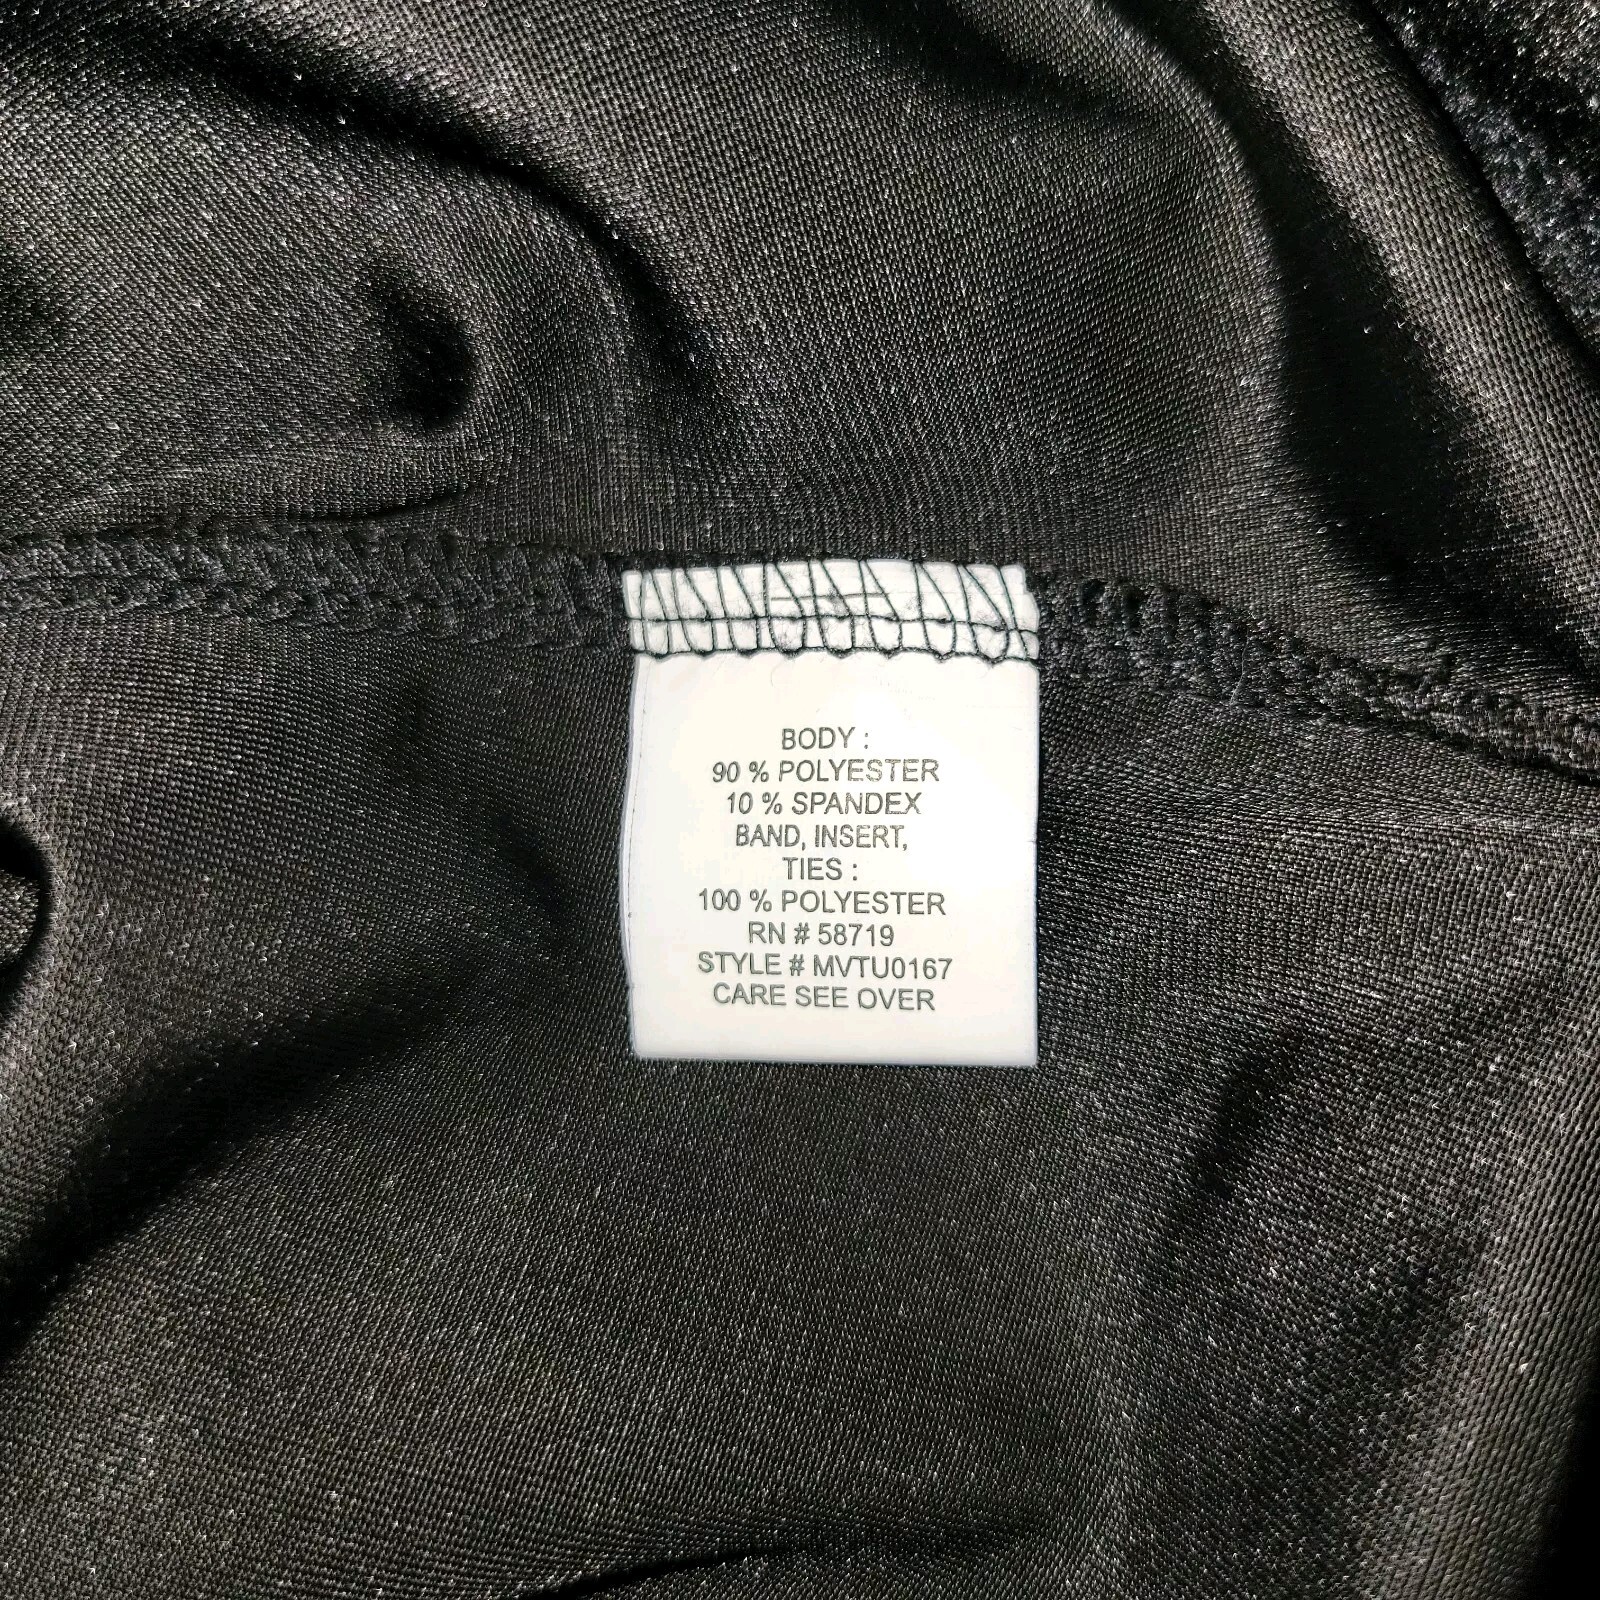 BODY :
90 % POLYESTER
10 % SPANDEX
BAND, INSERT,
TIES :
100 % POLYESTER
RN # 58719
STYLE # MVTU0167
CARE SEE OVER